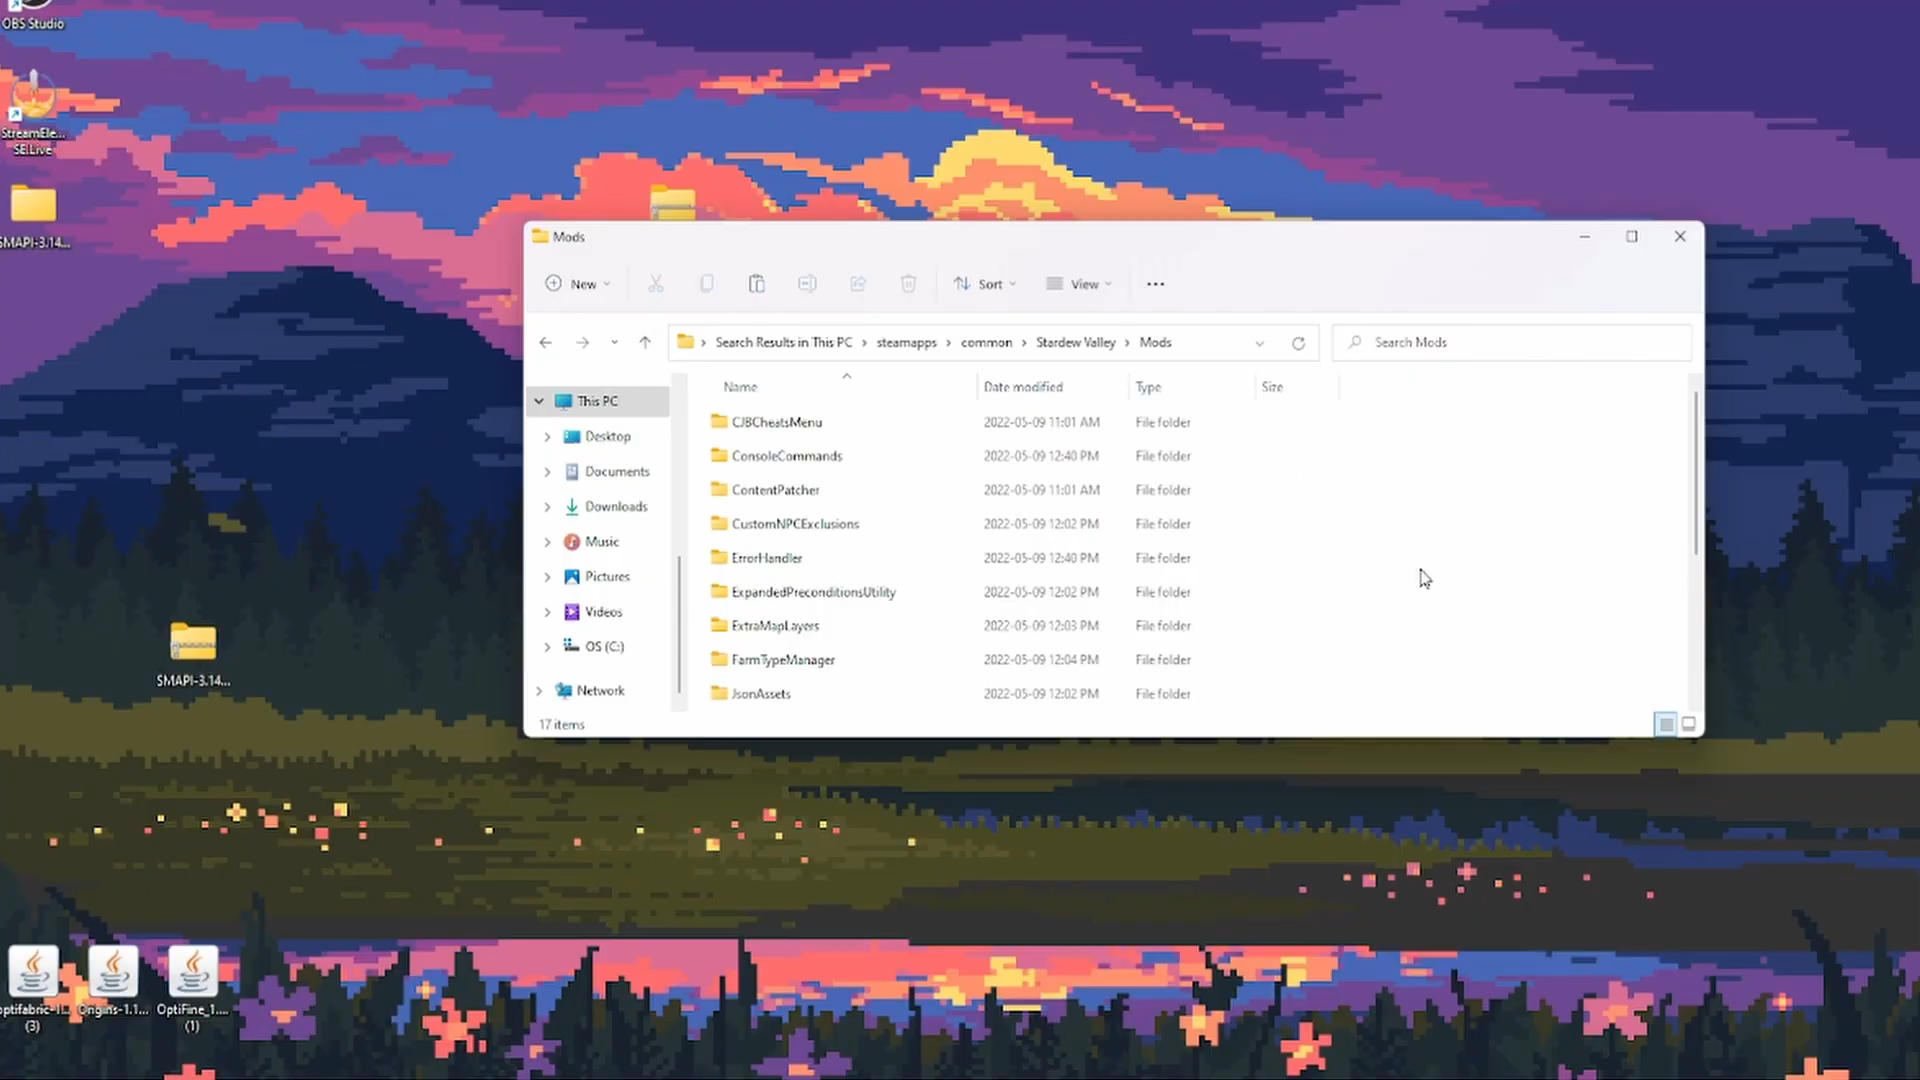 OBS Studio
StreamEle...
SE.Live
SMAPI-3.14...
SMAPI-3.14...
Mods
New
Sort
View
Search Results in This PC
steamapps
common
Stardew Valley
Mods
Search Mods
Name
Date modified
Type
Size
This PC
Desktop
Documents
Downloads
Music
Pictures
Videos
OS (C:)
Network
CJBCheatsMenu 2022-05-09 11:01 AM File folder
ConsoleCommands 2022-05-09 12:40 PM File folder
ContentPatcher 2022-05-09 11:01 AM File folder
CustomNPCExclusions 2022-05-09 12:02 PM File folder
ErrorHandler 2022-05-09 12:40 PM File folder
ExpandedPreconditionsUtility 2022-05-09 12:02 PM File folder
ExtraMapLayers 2022-05-09 12:03 PM File folder
FarmTypeManager 2022-05-09 12:04 PM File folder
JsonAssets 2022-05-09 12:02 PM File folder
17 items
optifabric-1....
(3)
Origins-1.1...
OptiFine_1....
(1)